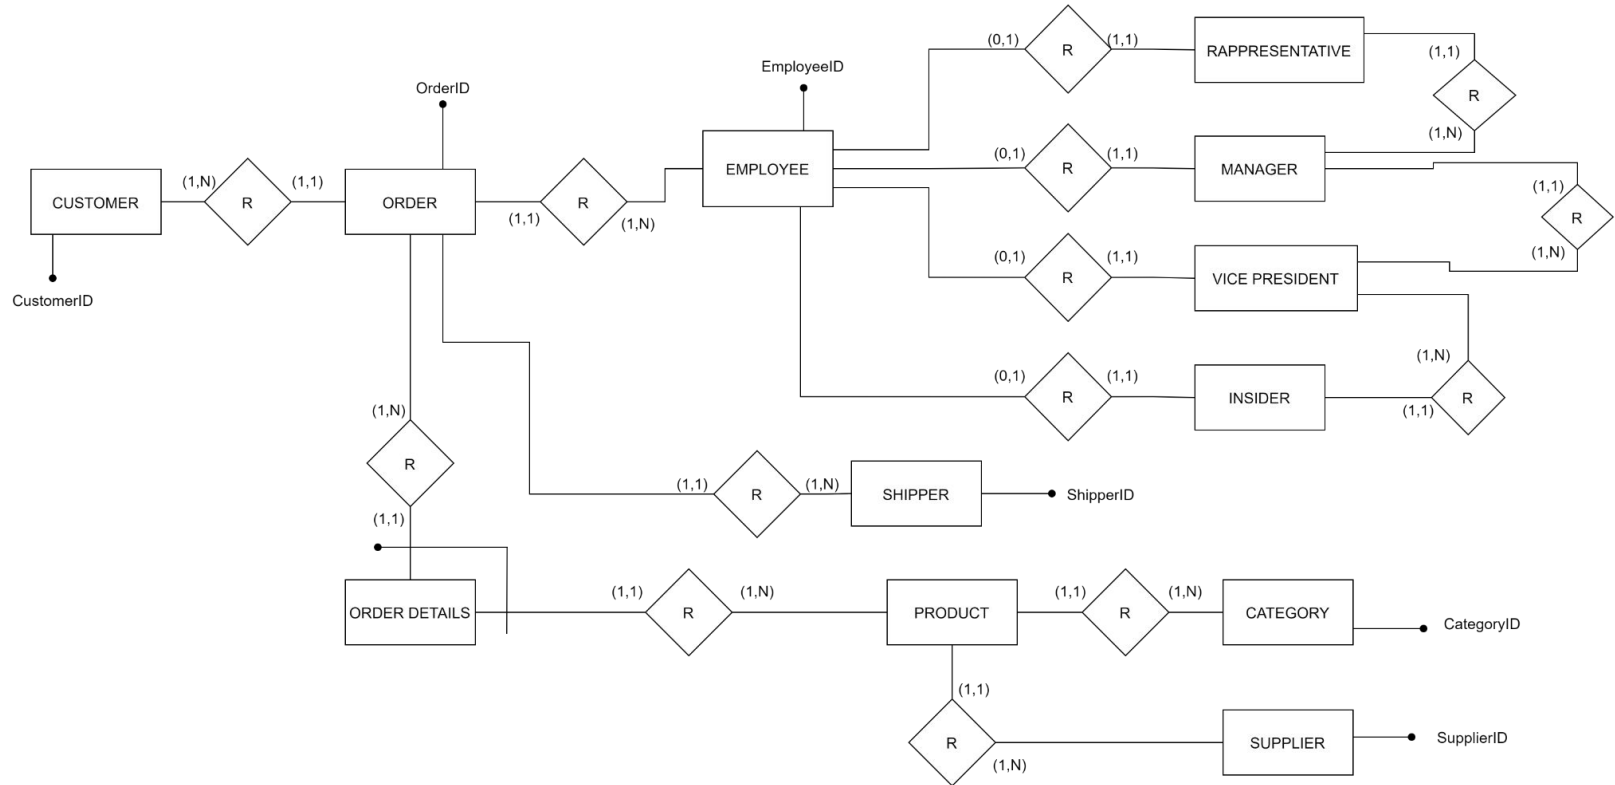 (0,1)
R
(1,1)
RAPPRESENTATIVE
(1,1)
R
(1,N)
EmployeeID
OrderID
EMPLOYEE
(0,1)
R
(1,1)
MANAGER
(1,1)
R
(1,N)
CUSTOMER
(1,N)
R
(1,1)
ORDER
(1,1)
R
(1,N)
CustomerID
(0,1)
R
(1,1)
VICE PRESIDENT
(1,N)
R
(1,1)
(0,1)
R
(1,1)
INSIDER
(1,N)
R
(1,1)
(1,1)
R
(1,N)
SHIPPER
ShipperID
ORDER DETAILS
(1,1)
R
(1,N)
PRODUCT
(1,1)
R
(1,N)
CATEGORY
CategoryID
(1,1)
R
(1,N)
SUPPLIER
SupplierID